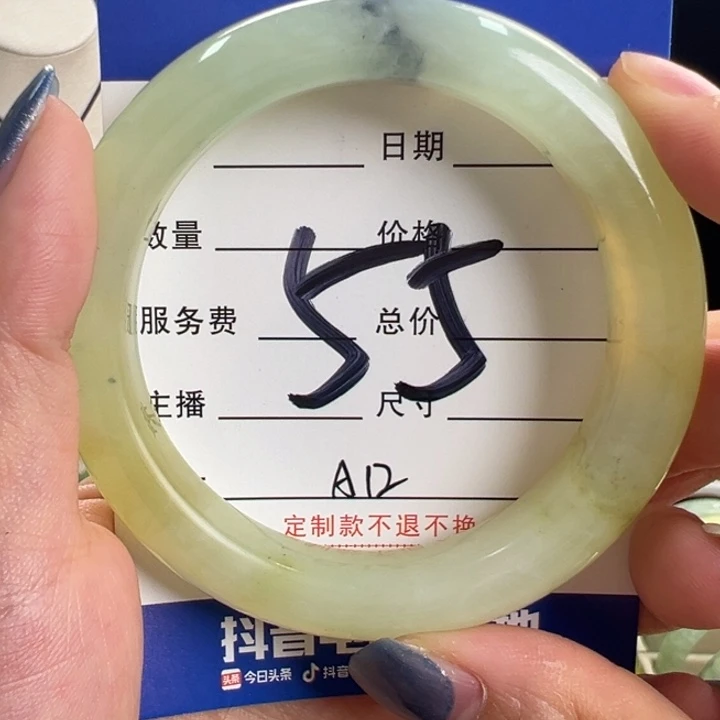 日期
数量 价格
55
服务费 总价
主播 尺寸
A12
定制款不退不换
抖音
今日头条 抖音